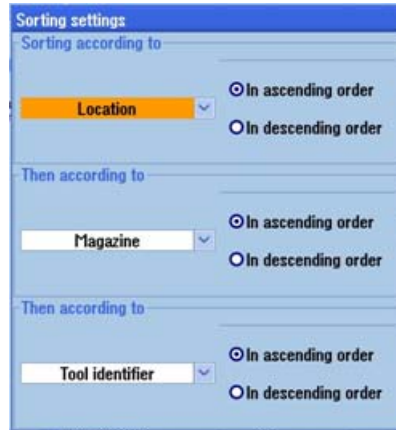 Sorting settings
Sorting according to
In ascending order
Location
In descending order
Then according to
In ascending order
Magazine
In descending order
Then according to
In ascending order
Tool identifier
In descending order